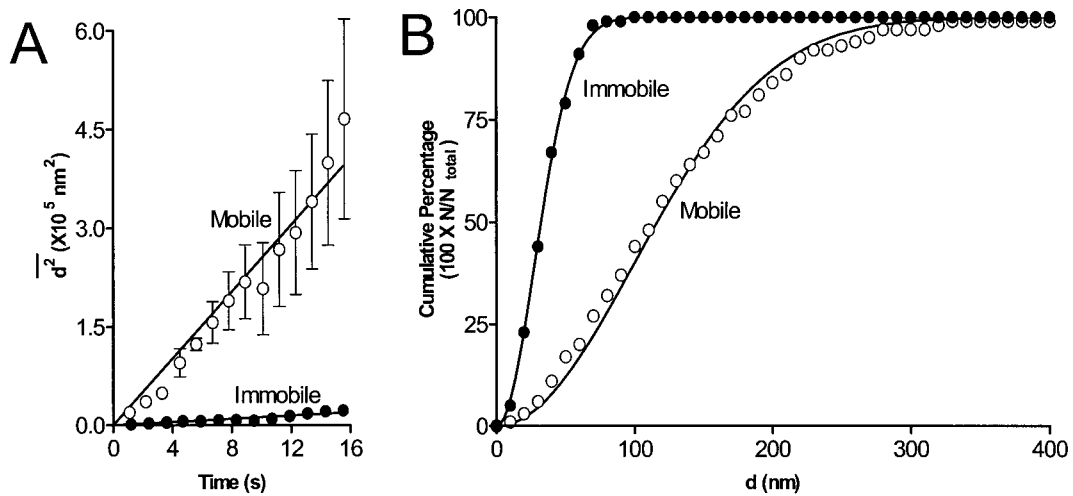 A
6.0
4.5
3.0
1.5
0.0
d² (X10⁵ nm²)
Mobile
Immobile
0 4 8 12 16
Time (s)
B
100
75
50
25
0
Cumulative Percentage
(100 X N/N total)
Immobile
Mobile
0 100 200 300 400
d (nm)